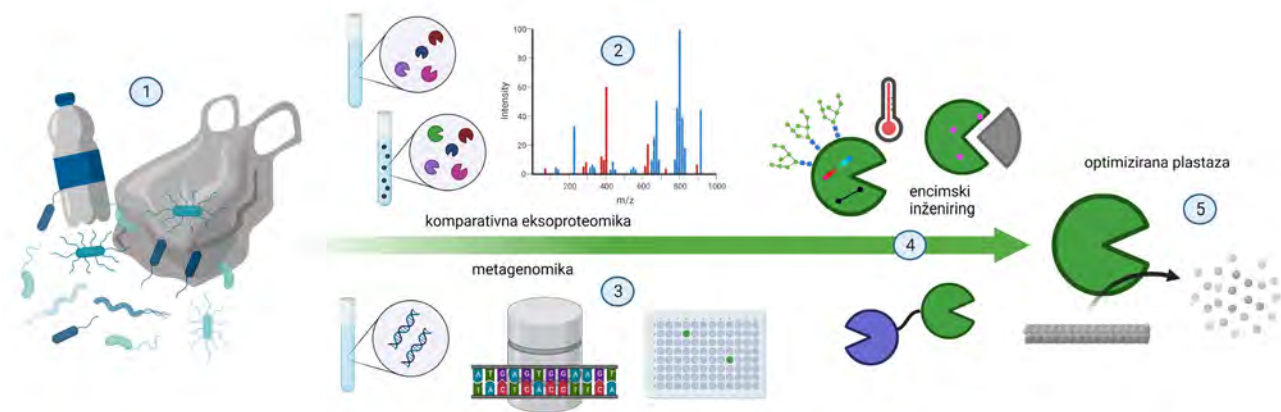 1
2
100
80
60
40
20
0
Intensity
200
400
600
800
1000
m/z
komparativna eksoproteomika
metagenomika
3
A T G A G T G G A A G T
T A C T C A C C T T C A
encimski
inženiring
4
optimizirana plastaza
5